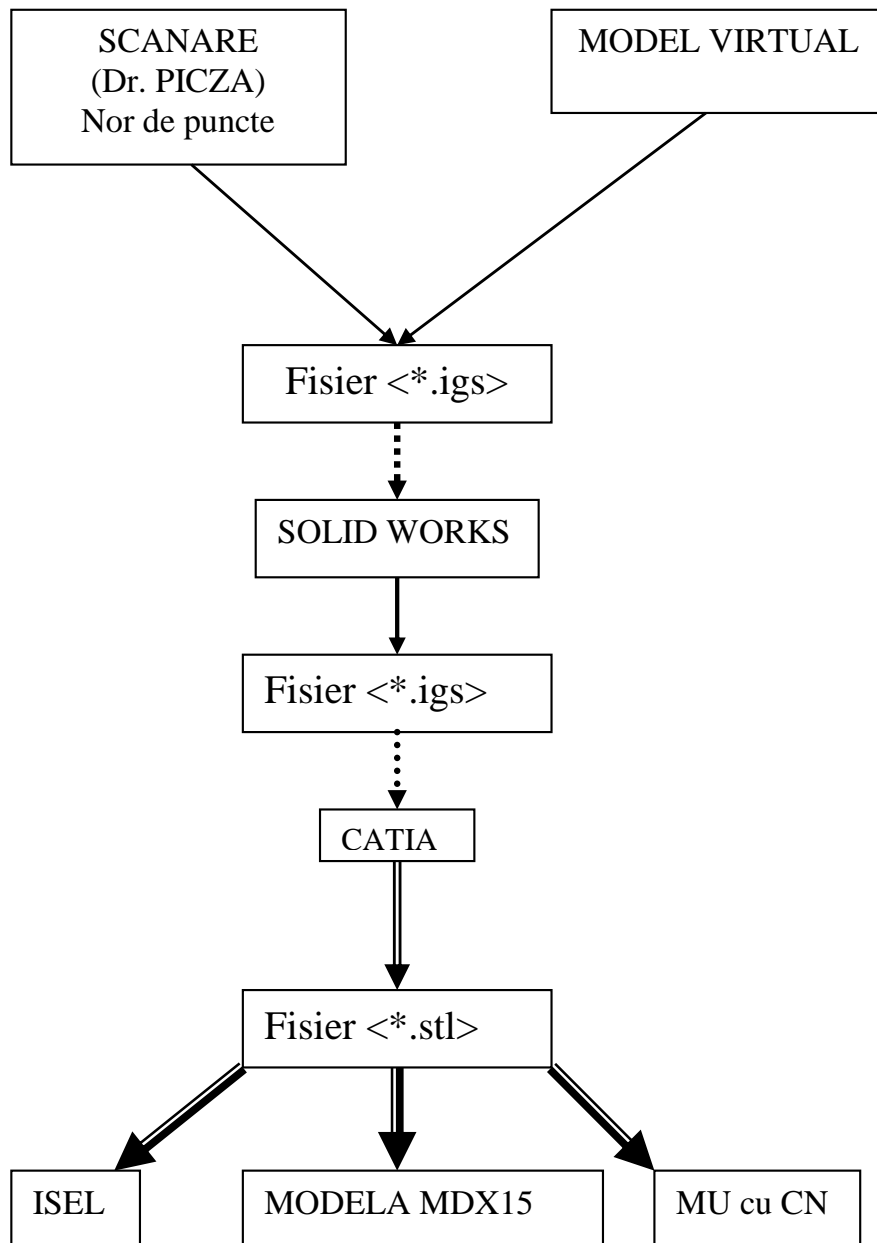 SCANARE
(Dr. PICZA)
Nor de puncte
MODEL VIRTUAL
Fisier <*.igs>
SOLID WORKS
Fisier <*.igs>
CATIA
Fisier <*.stl>
ISEL
MODELA MDX15
MU cu CN